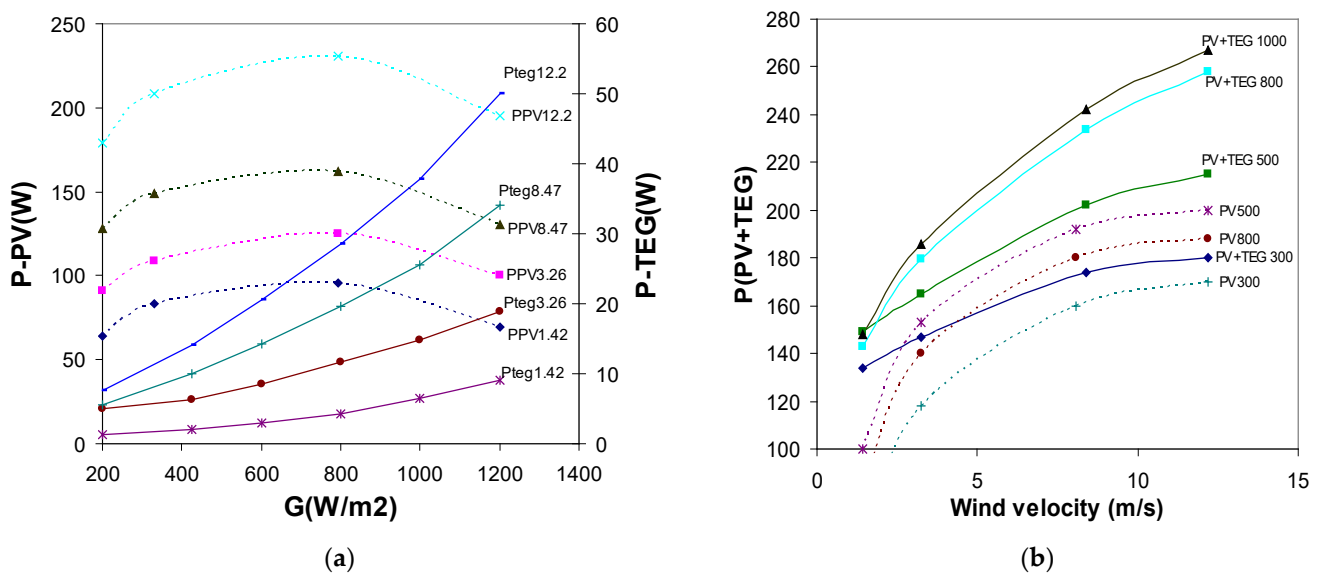 250
200
150
100
50
0
P-PV(W)
60
50
40
30
20
10
0
P-TEG(W)
Pteg12.2
PPV12.2
Pteg8.47
PPV8.47
PPV3.26
Pteg3.26
PPV1.42
Pteg1.42
200 400 600 800 1000 1200 1400
G(W/m2)
(a)
280
260
240
220
200
180
160
140
120
100
P(PV+TEG)
PV+TEG 1000
PV+TEG 800
PV+TEG 500
PV500
PV800
PV+TEG 300
PV300
0 5 10 15
Wind velocity (m/s)
(b)